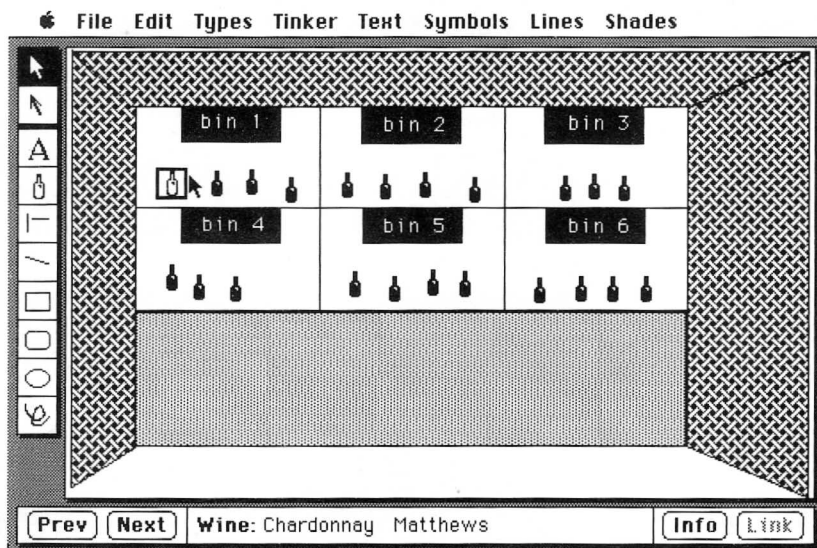 File Edit Types Tinker Text Symbols Lines Shades
A
bin 1 bin 2 bin 3
bin 4 bin 5 bin 6
Prev Next Wine: Chardonnay Matthews Info Link